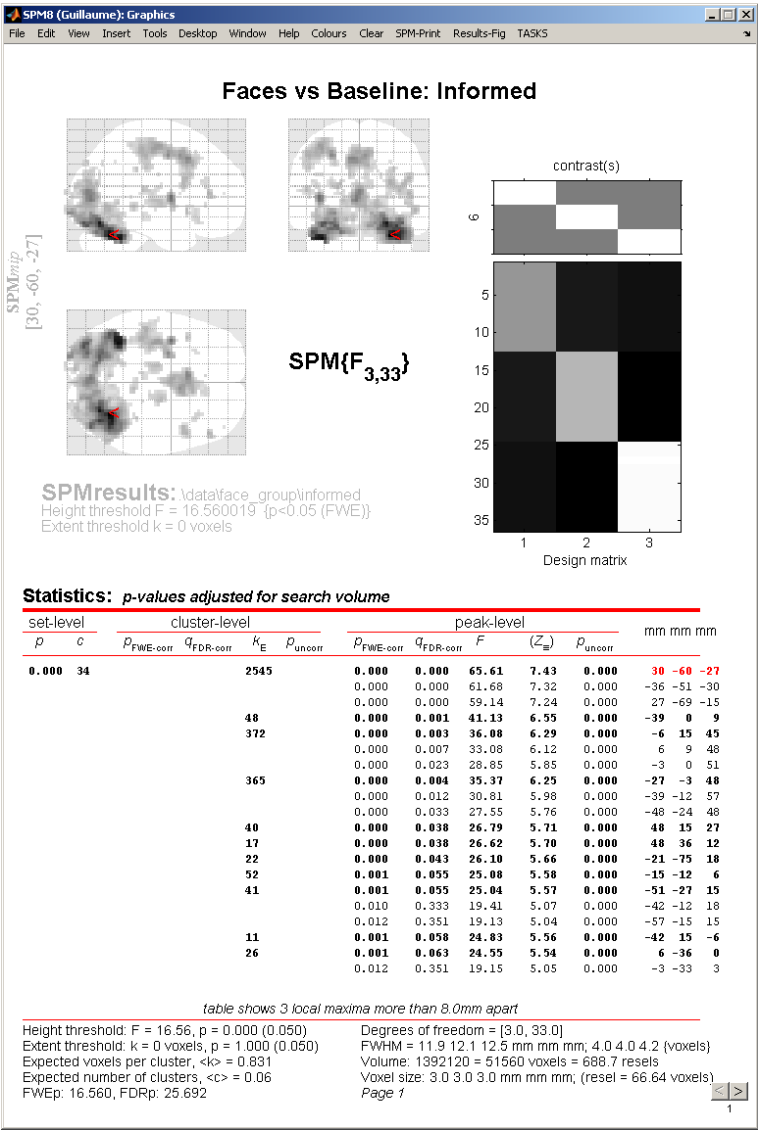 SPM8 (Guillaume): Graphics
File Edit View Insert Tools Desktop Window Help Colours Clear SPM-Print Results-Fig TASKS
Faces vs Baseline: Informed
SPMmip
[30, -60, -27]
contrast(s)
6
SPM{F3,33}
5
10
15
20
25
30
35
1 2 3
Design matrix
SPMresults: .\data\face_group\informed
Height threshold F = 16.560019 {p<0.05 (FWE)}
Extent threshold k = 0 voxels
Statistics: p-values adjusted for search volume
set-level cluster-level peak-level mm mm mm
p c pFWE-corr qFDR-corr kE puncorr pFWE-corr qFDR-corr F (Z≡) puncorr
0.000 34 2545 0.000 0.000 65.61 7.43 0.000 30 -60 -27
0.000 0.000 61.68 7.32 0.000 -36 -51 -30
0.000 0.000 59.14 7.24 0.000 27 -69 -15
48 0.000 0.001 41.13 6.55 0.000 -39 0 9
372 0.000 0.003 36.08 6.29 0.000 -6 15 45
0.000 0.007 33.08 6.12 0.000 6 9 48
0.000 0.023 28.85 5.85 0.000 -3 0 51
365 0.000 0.004 35.37 6.25 0.000 -27 -3 48
0.000 0.012 30.81 5.98 0.000 -39 -12 57
0.000 0.033 27.55 5.76 0.000 -48 -24 48
40 0.000 0.038 26.79 5.71 0.000 48 15 27
17 0.000 0.038 26.62 5.70 0.000 48 36 12
22 0.000 0.043 26.10 5.66 0.000 -21 -75 18
52 0.001 0.055 25.08 5.58 0.000 -15 -12 6
41 0.001 0.055 25.04 5.57 0.000 -51 -27 15
0.010 0.333 19.41 5.07 0.000 -42 -12 18
0.012 0.351 19.13 5.04 0.000 -57 -15 15
11 0.001 0.058 24.83 5.56 0.000 -42 15 -6
26 0.001 0.063 24.55 5.54 0.000 6 -36 0
0.012 0.351 19.15 5.05 0.000 -3 -33 3
table shows 3 local maxima more than 8.0mm apart
Height threshold: F = 16.56, p = 0.000 (0.050) Degrees of freedom = [3.0, 33.0]
Extent threshold: k = 0 voxels, p = 1.000 (0.050) FWHM = 11.9 12.1 12.5 mm mm mm; 4.0 4.0 4.2 {voxels}
Expected voxels per cluster, <k> = 0.831 Volume: 1392120 = 51560 voxels = 688.7 resels
Expected number of clusters, <c> = 0.06 Voxel size: 3.0 3.0 3.0 mm mm mm; (resel = 66.64 voxels)
FWEp: 16.560, FDRp: 25.692 Page 1
< >
1